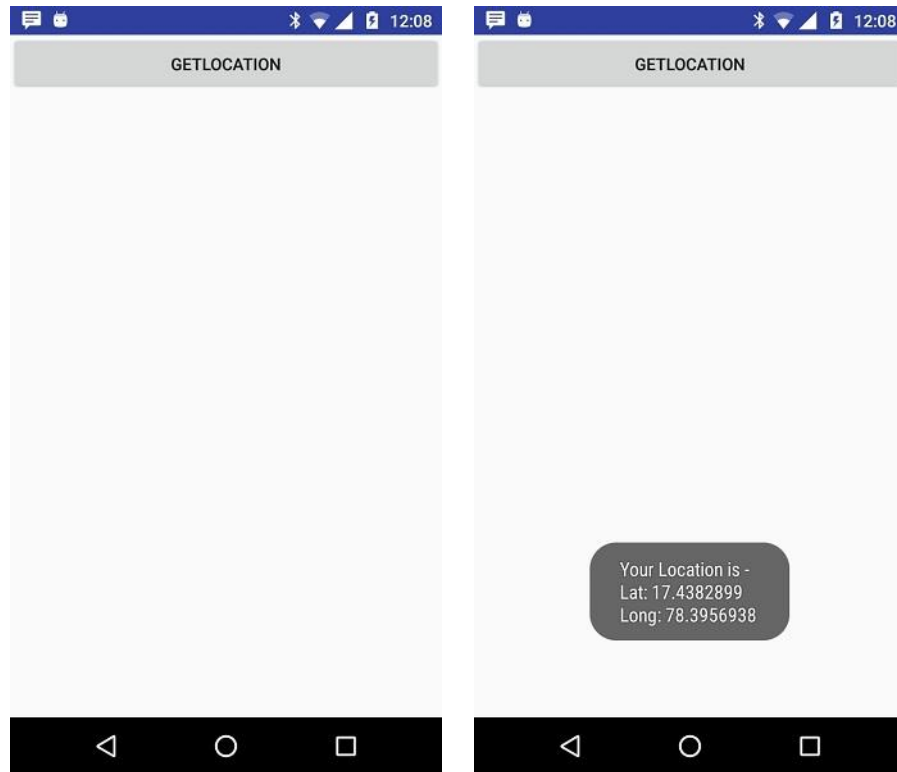 12:08
GETLOCATION
12:08
GETLOCATION
Your Location is -
Lat: 17.4382899
Long: 78.3956938